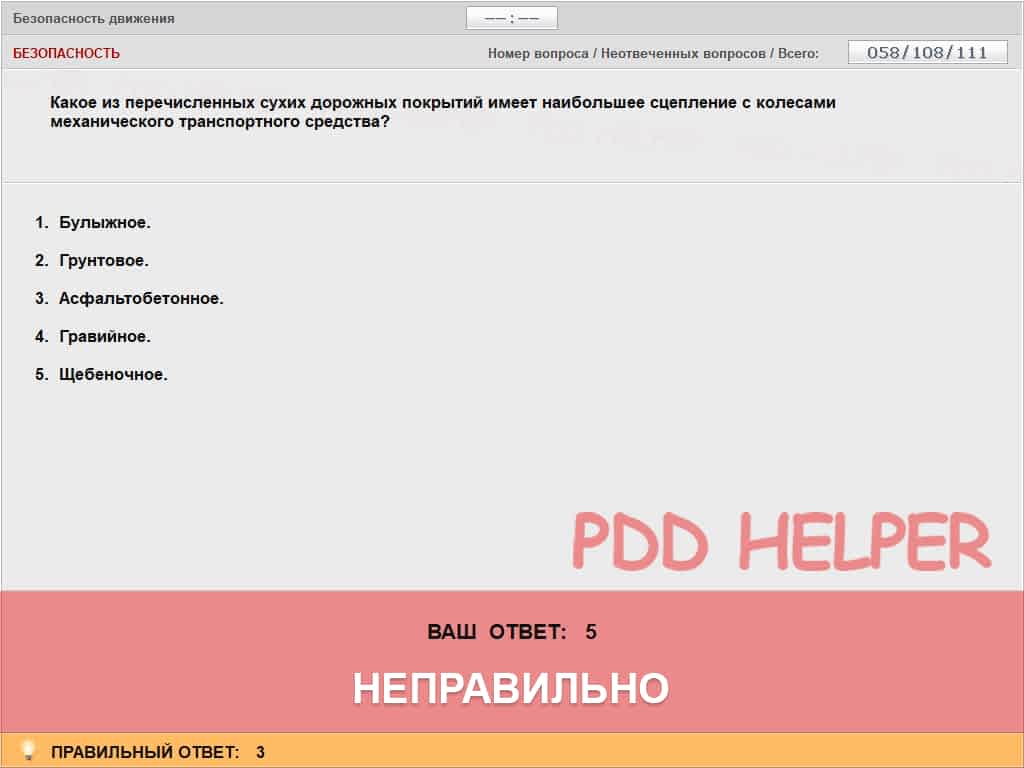 Безопасность движения
−− : −−
БЕЗОПАСНОСТЬ
Номер вопроса / Неотвеченных вопросов / Всего:
058/108/111
Какое из перечисленных сухих дорожных покрытий имеет наибольшее сцепление с колесами
механического транспортного средства?
1. Булыжное.
2. Грунтовое.
3. Асфальтобетонное.
4. Гравийное.
5. Щебеночное.
PDD HELPER
ВАШ ОТВЕТ: 5
НЕПРАВИЛЬНО
ПРАВИЛЬНЫЙ ОТВЕТ: 3